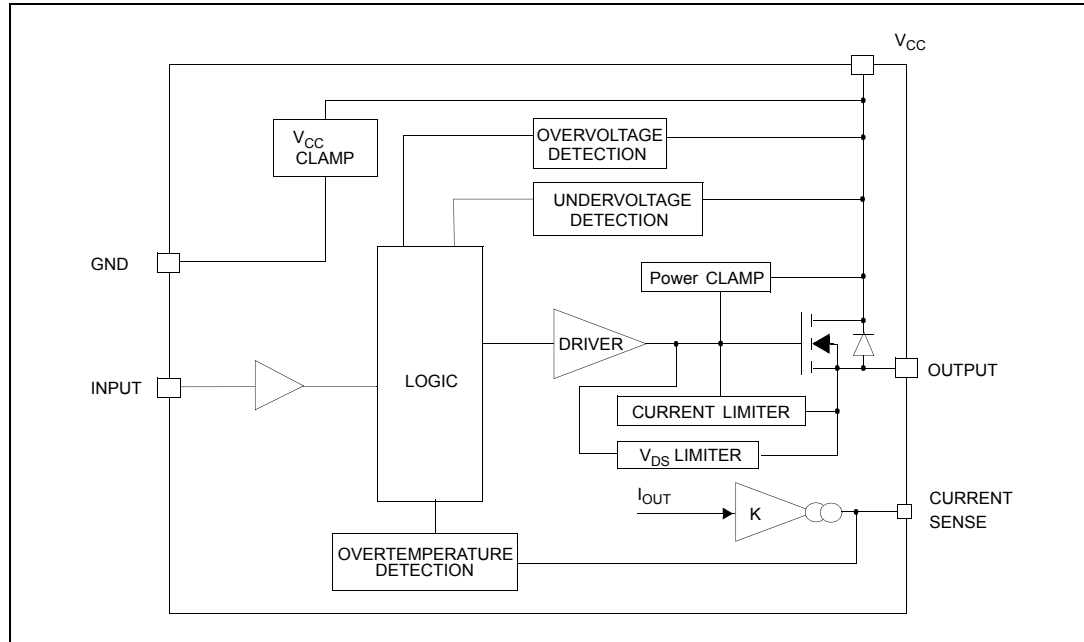 VCC
VCC
CLAMP
OVERVOLTAGE
DETECTION
UNDERVOLTAGE
DETECTION
GND
Power CLAMP
DRIVER
LOGIC
INPUT
OUTPUT
CURRENT LIMITER
VDS LIMITER
IOUT
K
CURRENT
SENSE
OVERTEMPERATURE
DETECTION